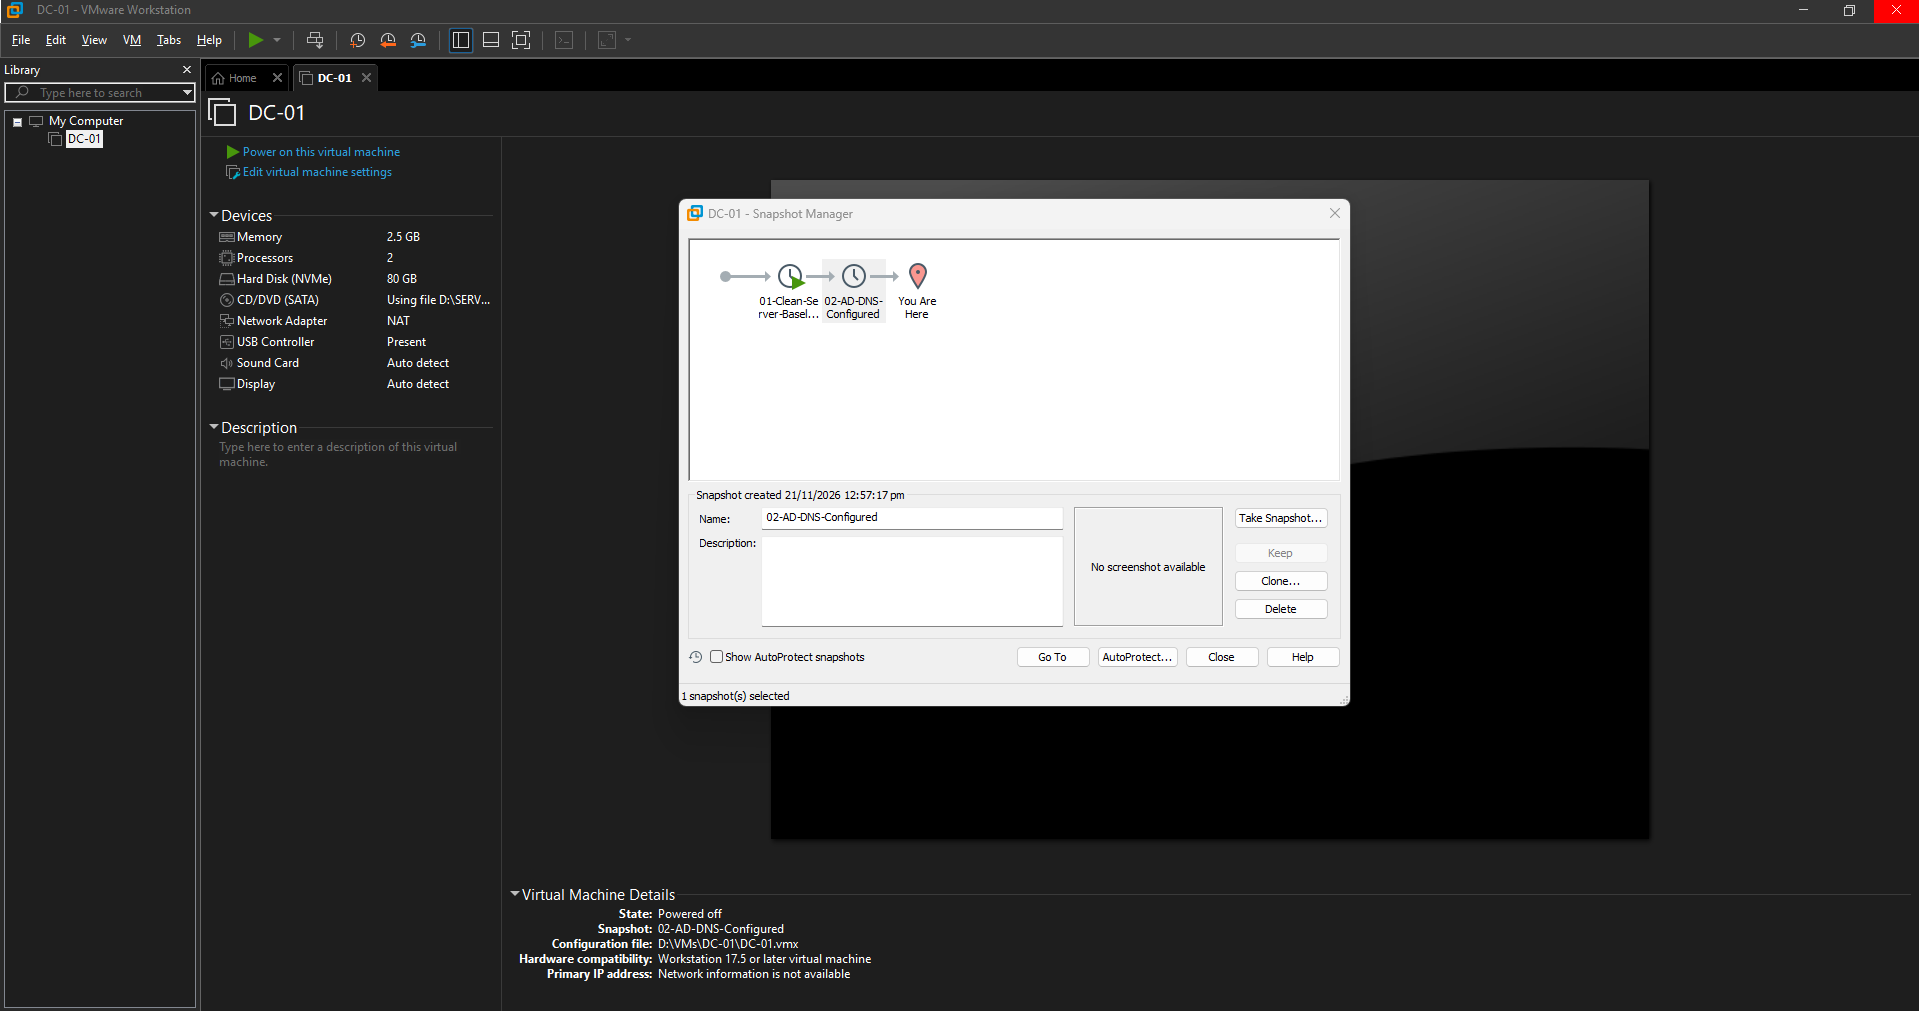 DC-01 - VMware Workstation
File Edit View VM Tabs Help
Library
Type here to search
My Computer
DC-01
Home
DC-01
DC-01
Power on this virtual machine
Edit virtual machine settings
Devices
Memory 2.5 GB
Processors 2
Hard Disk (NVMe) 80 GB
CD/DVD (SATA) Using file D:\SERV...
Network Adapter NAT
USB Controller Present
Sound Card Auto detect
Display Auto detect
Description
Type here to enter a description of this virtual
machine.
DC-01 - Snapshot Manager
01-Clean-Se
rver-Basel...
02-AD-DNS-
Configured
You Are
Here
Snapshot created 21/11/2026 12:57:17 pm
Name: 02-AD-DNS-Configured
Description:
No screenshot available
Take Snapshot...
Keep
Clone...
Delete
Show AutoProtect snapshots
Go To
AutoProtect...
Close
Help
1 snapshot(s) selected
Virtual Machine Details
State: Powered off
Snapshot: 02-AD-DNS-Configured
Configuration file: D:\VMs\DC-01\DC-01.vmx
Hardware compatibility: Workstation 17.5 or later virtual machine
Primary IP address: Network information is not available